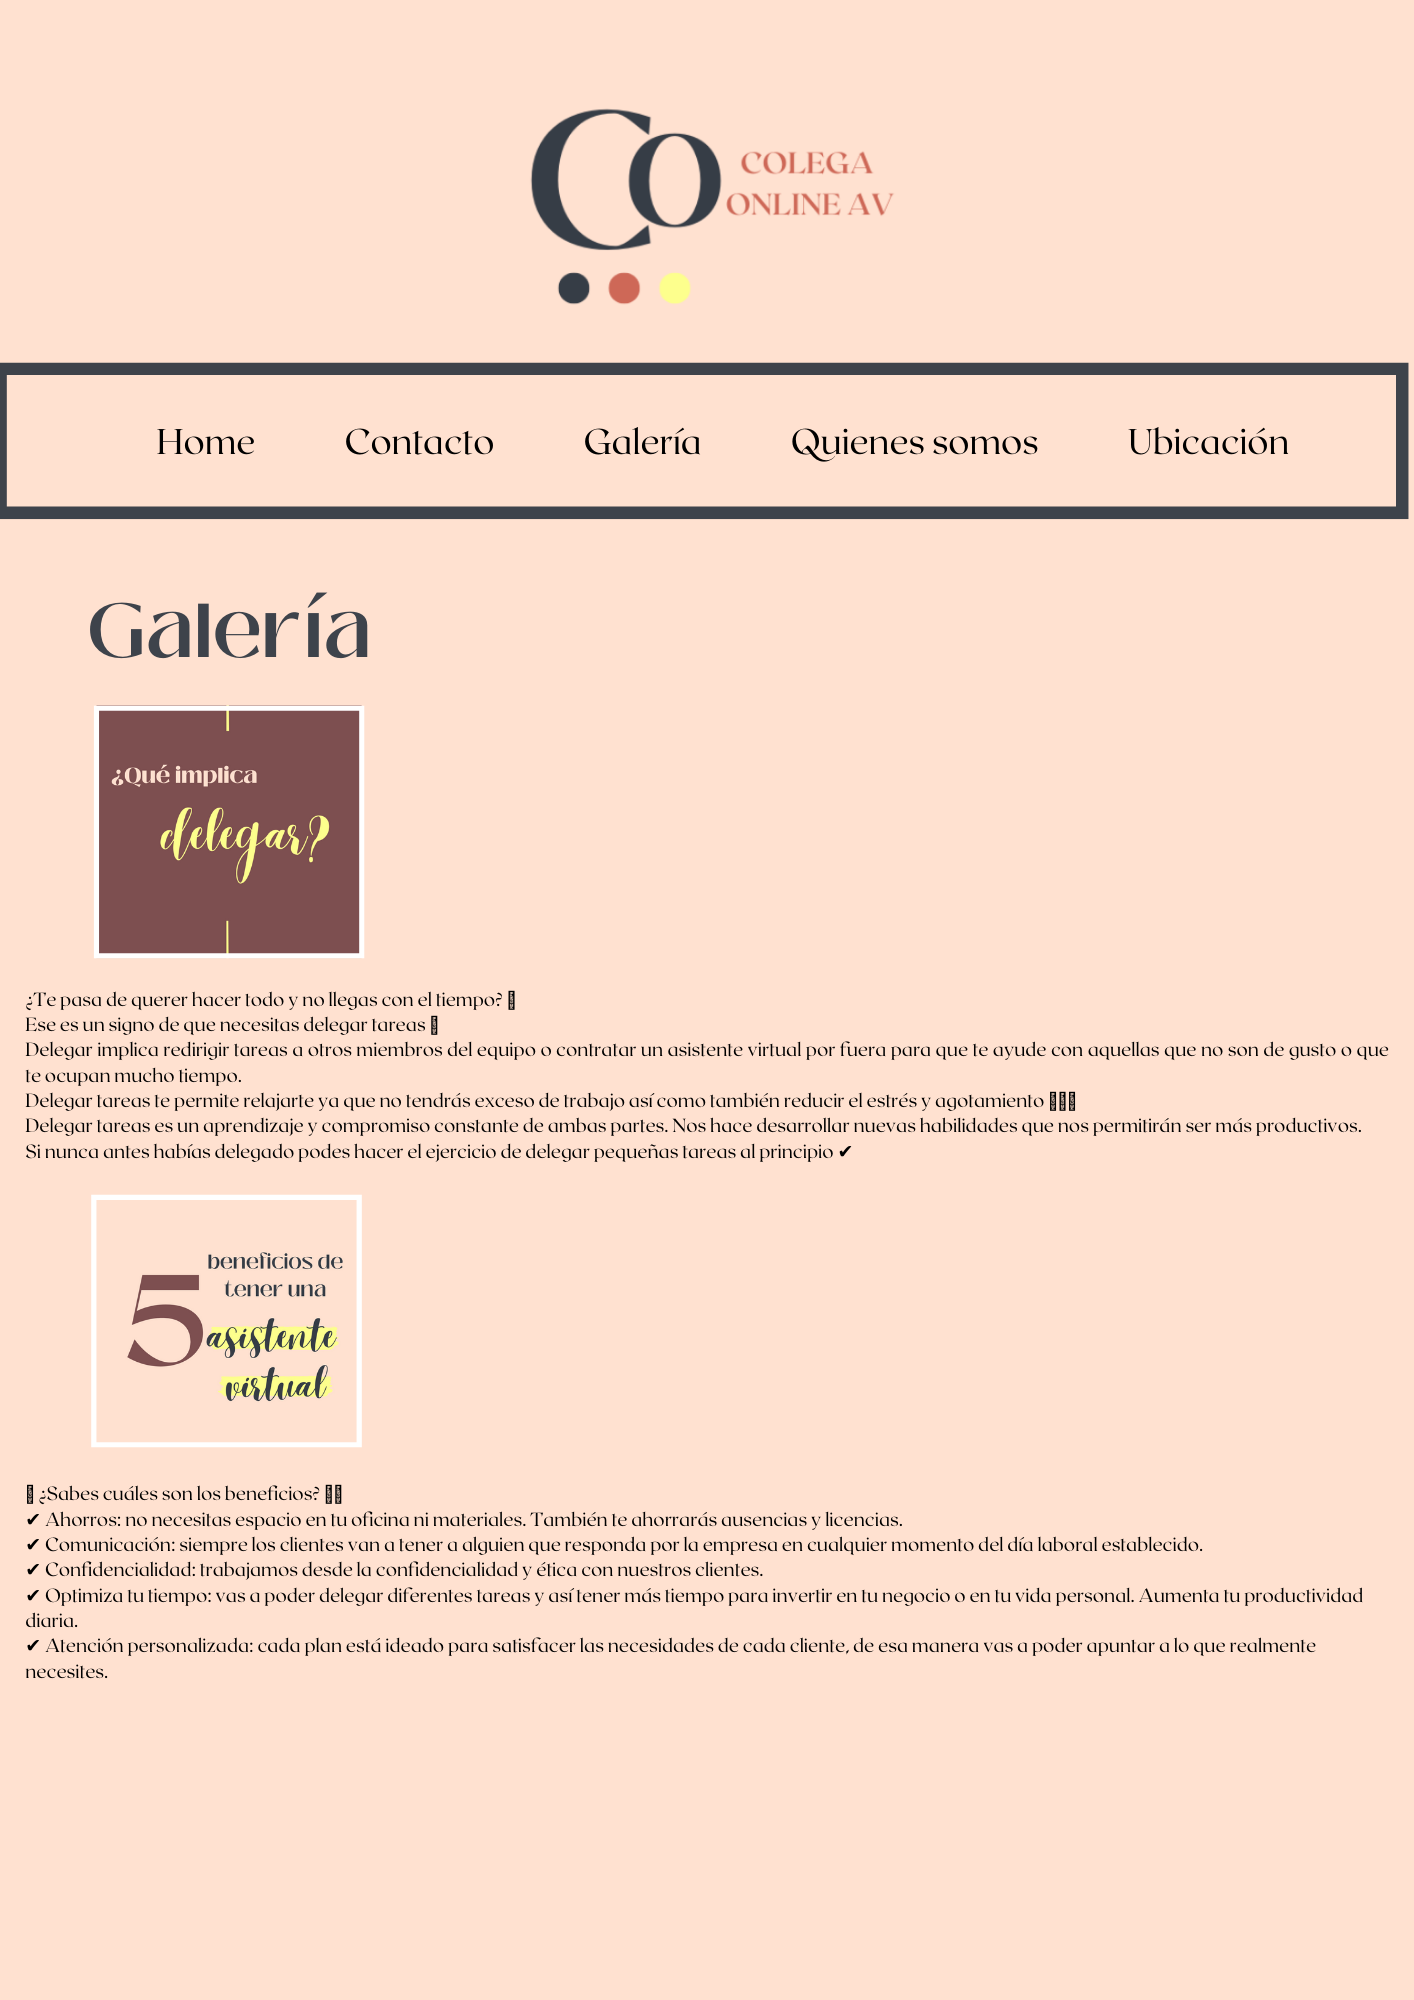 Co
COLEGA
ONLINE AV
Home Contacto Galería Quienes somos Ubicación
Galería
¿Qué implica
delegar?
¿Te pasa de querer hacer todo y no llegas con el tiempo?
Ese es un signo de que necesitas delegar tareas
Delegar implica redirigir tareas a otros miembros del equipo o contratar un asistente virtual por fuera para que te ayude con aquellas que no son de gusto o que
te ocupan mucho tiempo.
Delegar tareas te permite relajarte ya que no tendrás exceso de trabajo así como también reducir el estrés y agotamiento
Delegar tareas es un aprendizaje y compromiso constante de ambas partes. Nos hace desarrollar nuevas habilidades que nos permitirán ser más productivos.
Si nunca antes habías delegado podes hacer el ejercicio de delegar pequeñas tareas al principio ✔
5
beneficios de
tener una
asistente
virtual
¿Sabes cuáles son los beneficios?
✔ Ahorros: no necesitas espacio en tu oficina ni materiales. También te ahorrarás ausencias y licencias.
✔ Comunicación: siempre los clientes van a tener a alguien que responda por la empresa en cualquier momento del día laboral establecido.
✔ Confidencialidad: trabajamos desde la confidencialidad y ética con nuestros clientes.
✔ Optimiza tu tiempo: vas a poder delegar diferentes tareas y así tener más tiempo para invertir en tu negocio o en tu vida personal. Aumenta tu productividad
diaria.
✔ Atención personalizada: cada plan está ideado para satisfacer las necesidades de cada cliente, de esa manera vas a poder apuntar a lo que realmente
necesites.